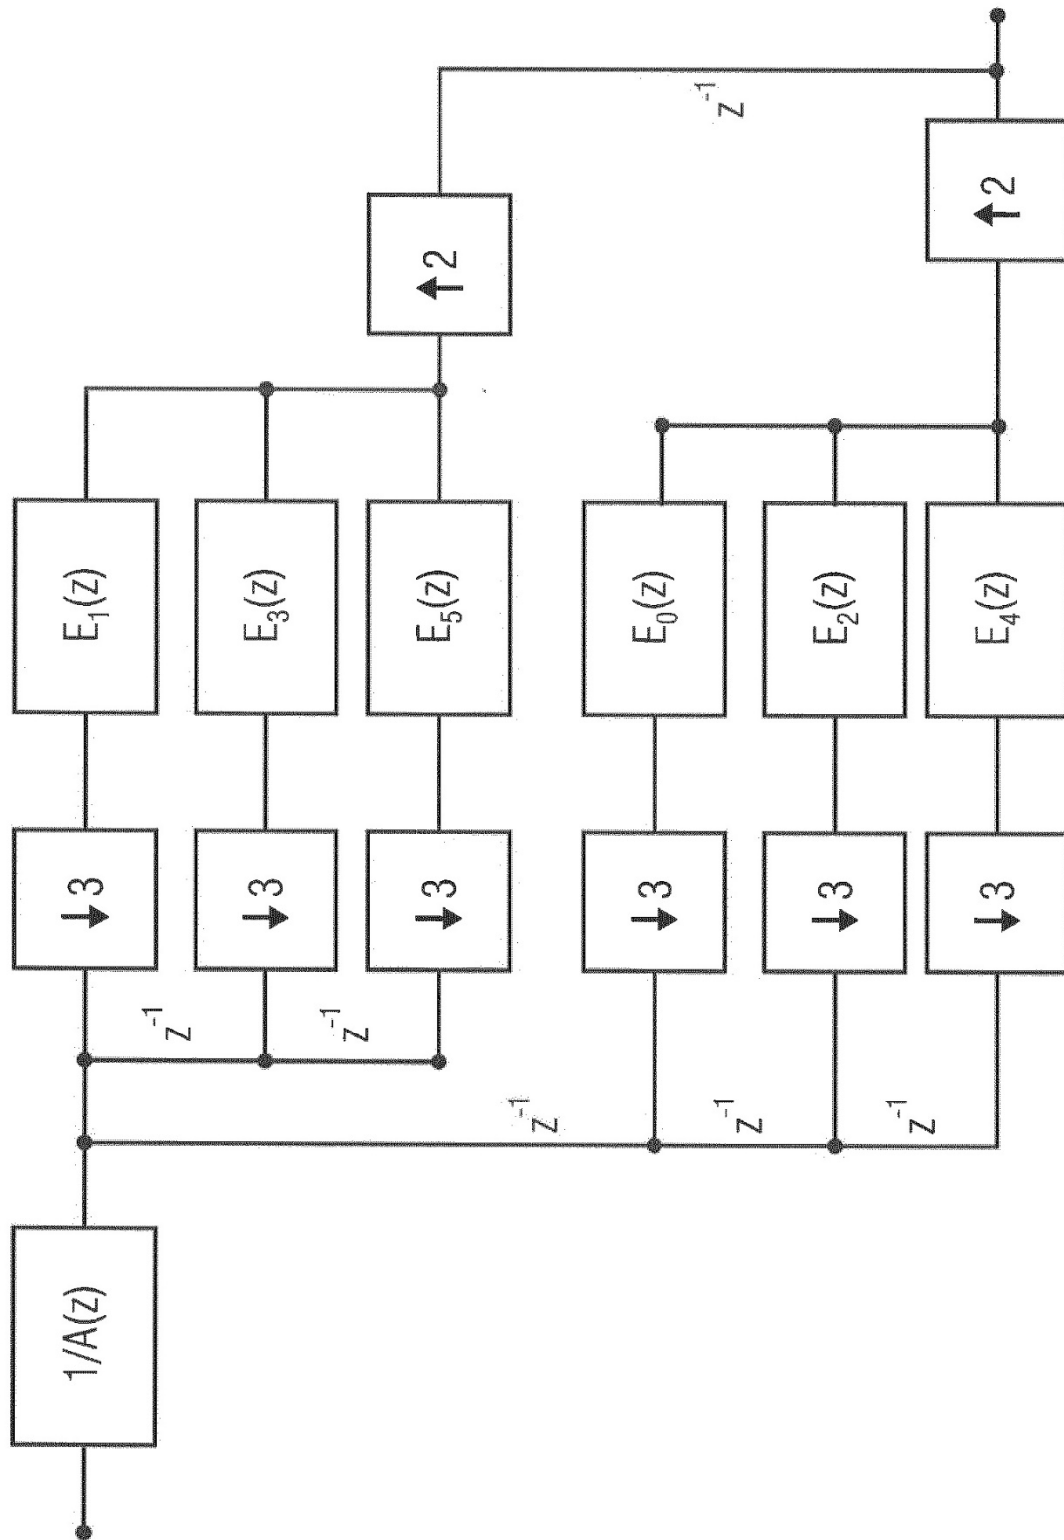 1/A(z)
↓3
E₁(z)
z⁻¹
↓3
E₃(z)
z⁻¹
↓3
E₅(z)
↑2
z⁻¹
↓3
E₀(z)
z⁻¹
z⁻¹
↓3
E₂(z)
z⁻¹
↓3
E₄(z)
↑2